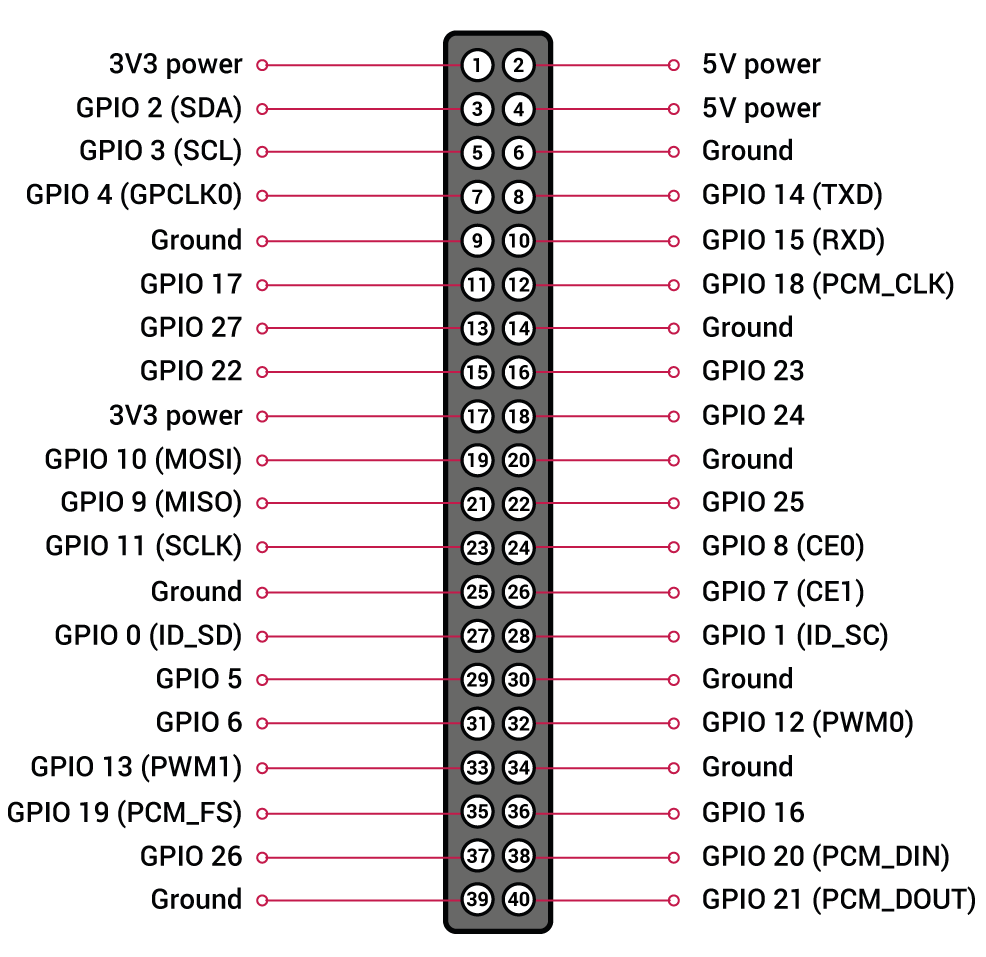 3V3 power 1 2 5V power
GPIO 2 (SDA) 3 4 5V power
GPIO 3 (SCL) 5 6 Ground
GPIO 4 (GPCLK0) 7 8 GPIO 14 (TXD)
Ground 9 10 GPIO 15 (RXD)
GPIO 17 11 12 GPIO 18 (PCM_CLK)
GPIO 27 13 14 Ground
GPIO 22 15 16 GPIO 23
3V3 power 17 18 GPIO 24
GPIO 10 (MOSI) 19 20 Ground
GPIO 9 (MISO) 21 22 GPIO 25
GPIO 11 (SCLK) 23 24 GPIO 8 (CE0)
Ground 25 26 GPIO 7 (CE1)
GPIO 0 (ID_SD) 27 28 GPIO 1 (ID_SC)
GPIO 5 29 30 Ground
GPIO 6 31 32 GPIO 12 (PWM0)
GPIO 13 (PWM1) 33 34 Ground
GPIO 19 (PCM_FS) 35 36 GPIO 16
GPIO 26 37 38 GPIO 20 (PCM_DIN)
Ground 39 40 GPIO 21 (PCM_DOUT)